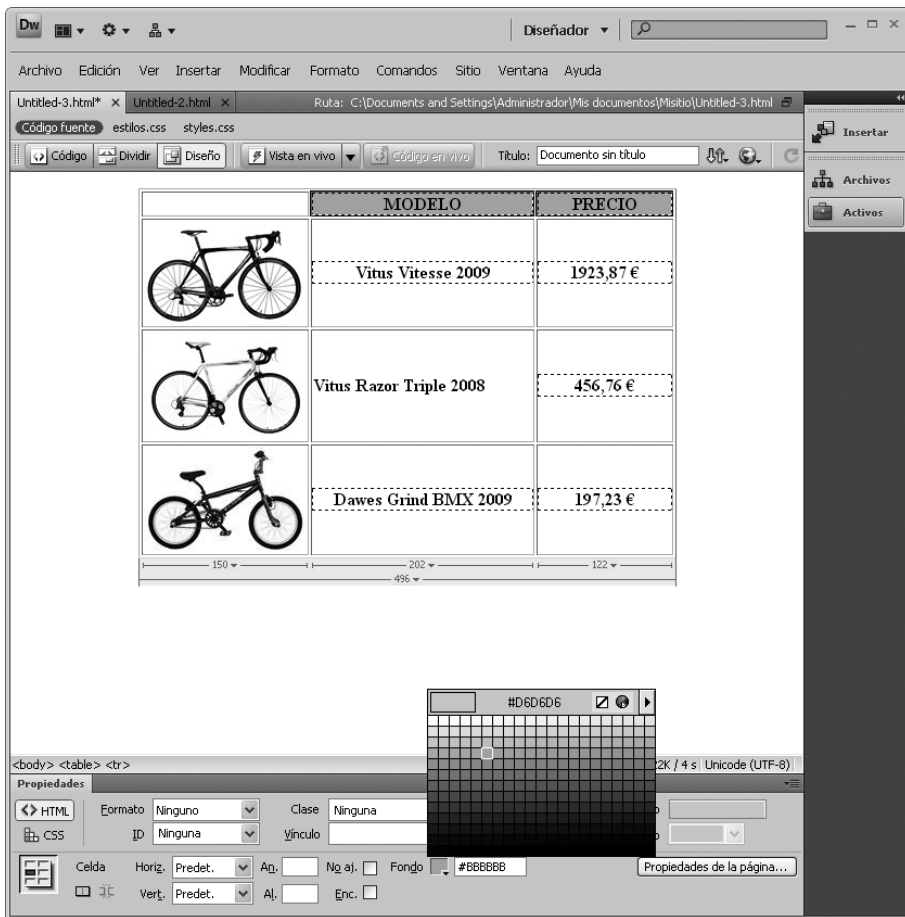 Dw Diseñador
Archivo Edición Ver Insertar Modificar Formato Comandos Sitio Ventana Ayuda
Untitled-3.html* Untitled-2.html Ruta: C:\Documents and Settings\Administrador\Mis documentos\Misitio\Untitled-3.html
Código fuente estilos.css styles.css
Insertar
Código Dividir Diseño Vista en vivo Código en vivo Título: Documento sin título
Archivos
Activos
MODELO PRECIO
Vitus Vitesse 2009 1923,87 €
Vitus Razor Triple 2008 456,76 €
Dawes Grind BMX 2009 197,23 €
150 202 122
496
#D6D6D6
<body> <table> <tr> 2K / 4 s Unicode (UTF-8)
Propiedades
<> HTML Formato Ninguno Clase Ninguna
CSS ID Ninguna Vínculo
Celda Horiz. Predet. An. No aj. Fondo #BBBBBB Propiedades de la página...
Vert. Predet. Al. Enc.